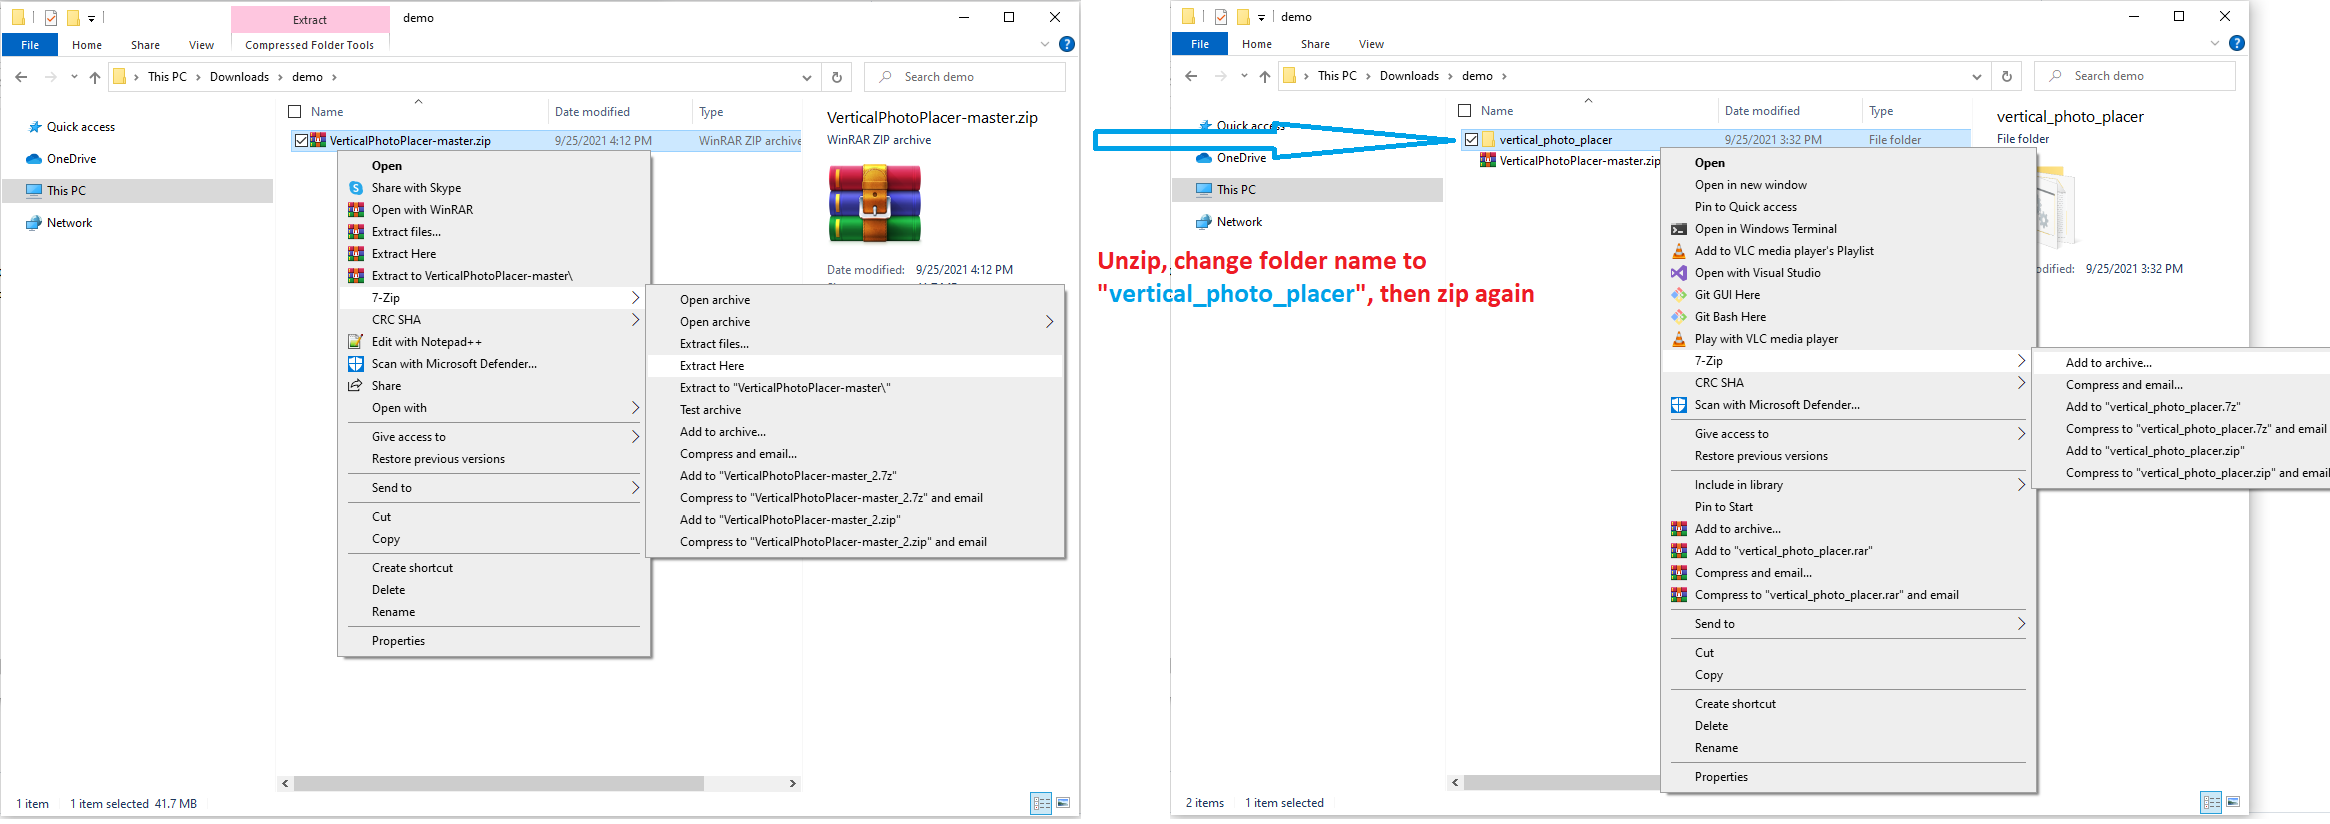 Extract
demo
File
Home
Share
View
Compressed Folder Tools
This PC
Downloads
demo
Search demo
Quick access
OneDrive
This PC
Network
Name
Date modified
Type
VerticalPhotoPlacer-master.zip
9/25/2021 4:12 PM
WinRAR ZIP archive
Open
Share with Skype
Open with WinRAR
Extract files...
Extract Here
Extract to VerticalPhotoPlacer-master\
7-Zip
CRC SHA
Edit with Notepad++
Scan with Microsoft Defender...
Share
Open with
Give access to
Restore previous versions
Send to
Cut
Copy
Create shortcut
Delete
Rename
Properties
Open archive
Open archive
Extract files...
Extract Here
Extract to "VerticalPhotoPlacer-master\"
Test archive
Add to archive...
Compress and email...
Add to "VerticalPhotoPlacer-master_2.7z"
Compress to "VerticalPhotoPlacer-master_2.7z" and email
Add to "VerticalPhotoPlacer-master_2.zip"
Compress to "VerticalPhotoPlacer-master_2.zip" and email
VerticalPhotoPlacer-master.zip
WinRAR ZIP archive
Date modified: 9/25/2021 4:12 PM
1 item
1 item selected 41.7 MB
Unzip, change folder name to
"vertical_photo_placer", then zip again
demo
File
Home
Share
View
This PC
Downloads
demo
Search demo
Quick access
OneDrive
This PC
Network
Name
Date modified
Type
vertical_photo_placer
9/25/2021 3:32 PM
File folder
VerticalPhotoPlacer-master.zip
Open
Open in new window
Pin to Quick access
Open in Windows Terminal
Add to VLC media player's Playlist
Open with Visual Studio
Git GUI Here
Git Bash Here
Play with VLC media player
7-Zip
CRC SHA
Scan with Microsoft Defender...
Give access to
Restore previous versions
Include in library
Pin to Start
Add to archive...
Add to "vertical_photo_placer.rar"
Compress and email...
Compress to "vertical_photo_placer.rar" and email
Send to
Cut
Copy
Create shortcut
Delete
Rename
Properties
Add to archive...
Compress and email...
Add to "vertical_photo_placer.7z"
Compress to "vertical_photo_placer.7z" and email
Add to "vertical_photo_placer.zip"
Compress to "vertical_photo_placer.zip" and email
vertical_photo_placer
File folder
odified: 9/25/2021 3:32 PM
2 items
1 item selected